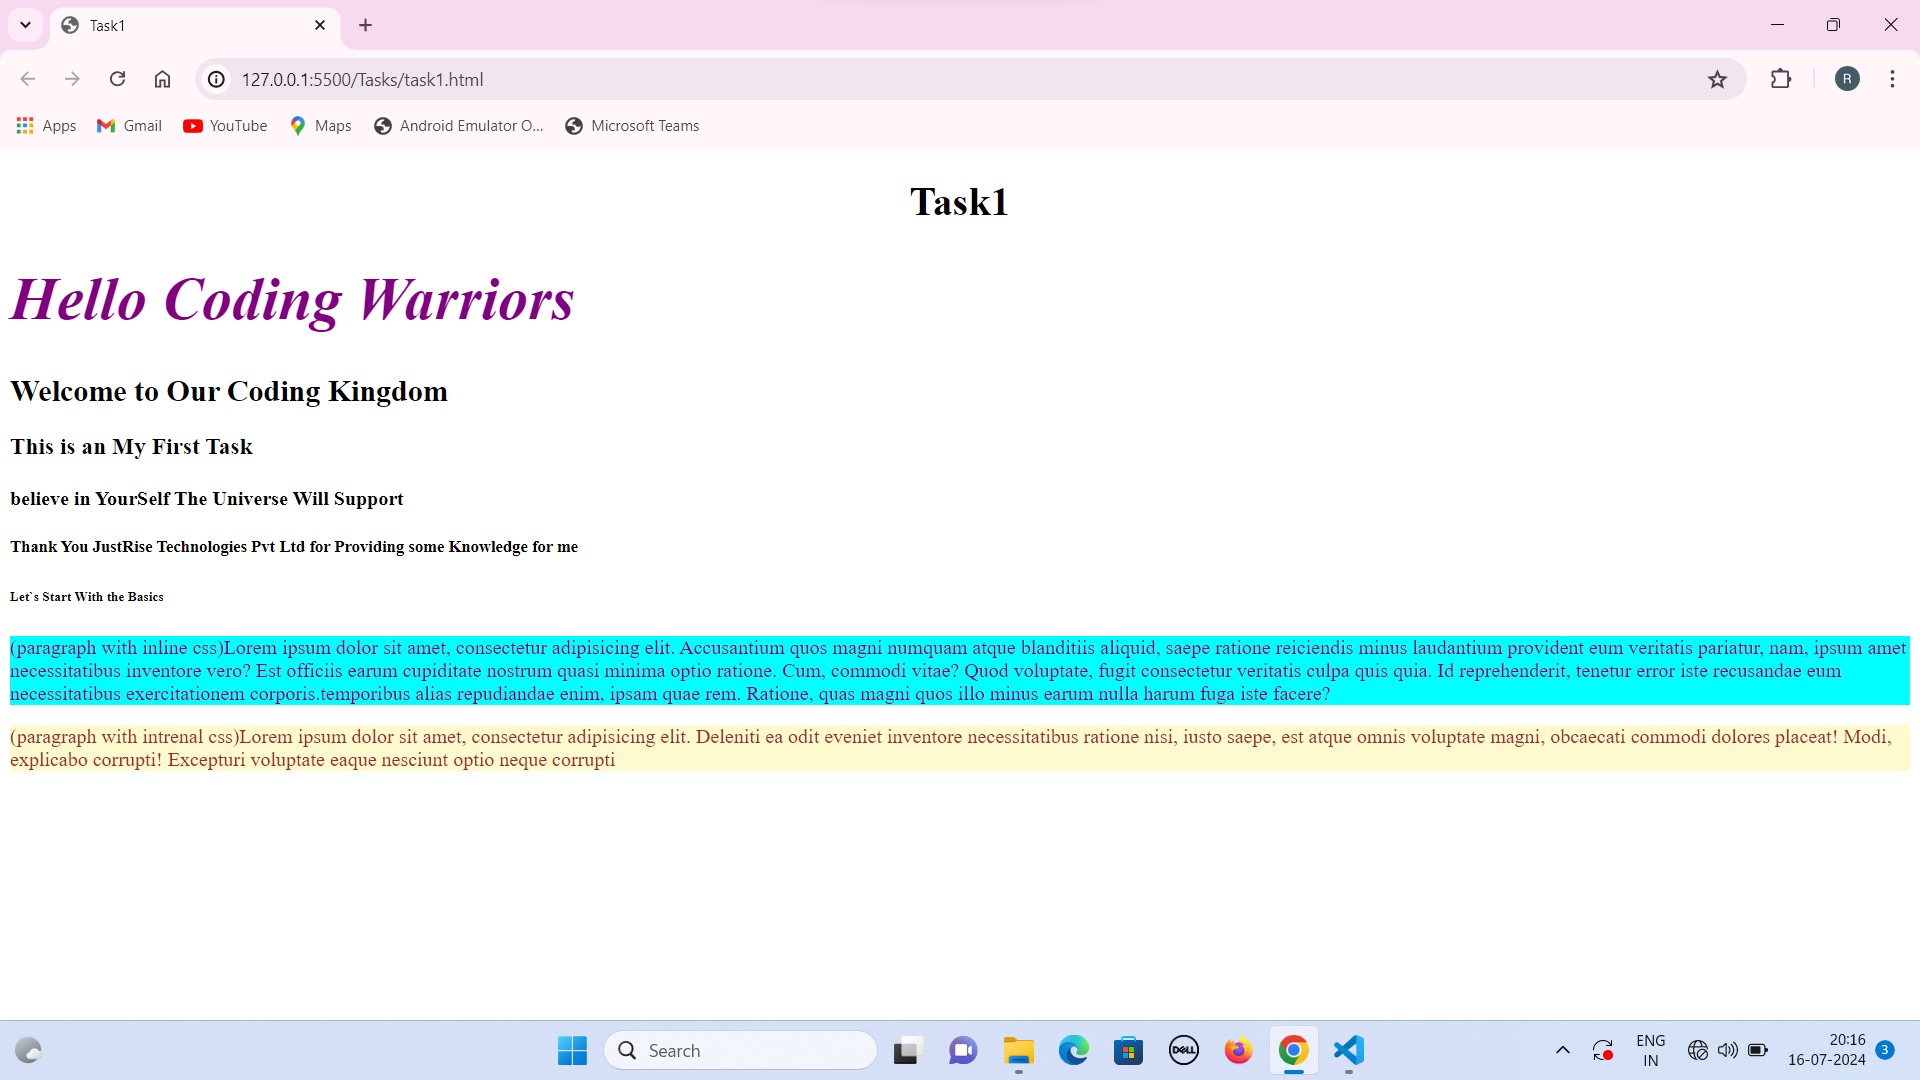 Task1
127.0.0.1:5500/Tasks/task1.html
R
Apps
Gmail
YouTube
Maps
Android Emulator O...
Microsoft Teams
Task1
Hello Coding Warriors
Welcome to Our Coding Kingdom
This is an My First Task
believe in YourSelf The Universe Will Support
Thank You JustRise Technologies Pvt Ltd for Providing some Knowledge for me
Let`s Start With the Basics
(paragraph with inline css)Lorem ipsum dolor sit amet, consectetur adipisicing elit. Accusantium quos magni numquam atque blanditiis aliquid, saepe ratione reiciendis minus laudantium provident eum veritatis pariatur, nam, ipsum amet
necessitatibus inventore vero? Est officiis earum cupiditate nostrum quasi minima optio ratione. Cum, commodi vitae? Quod voluptate, fugit consectetur veritatis culpa quis quia. Id reprehenderit, tenetur error iste recusandae eum
necessitatibus exercitationem corporis.temporibus alias repudiandae enim, ipsam quae rem. Ratione, quas magni quos illo minus earum nulla harum fuga iste facere?
(paragraph with intrenal css)Lorem ipsum dolor sit amet, consectetur adipisicing elit. Deleniti ea odit eveniet inventore necessitatibus ratione nisi, iusto saepe, est atque omnis voluptate magni, obcaecati commodi dolores placeat! Modi,
explicabo corrupti! Excepturi voluptate eaque nesciunt optio neque corrupti
Search
DELL
ENG
IN
20:16
16-07-2024
3